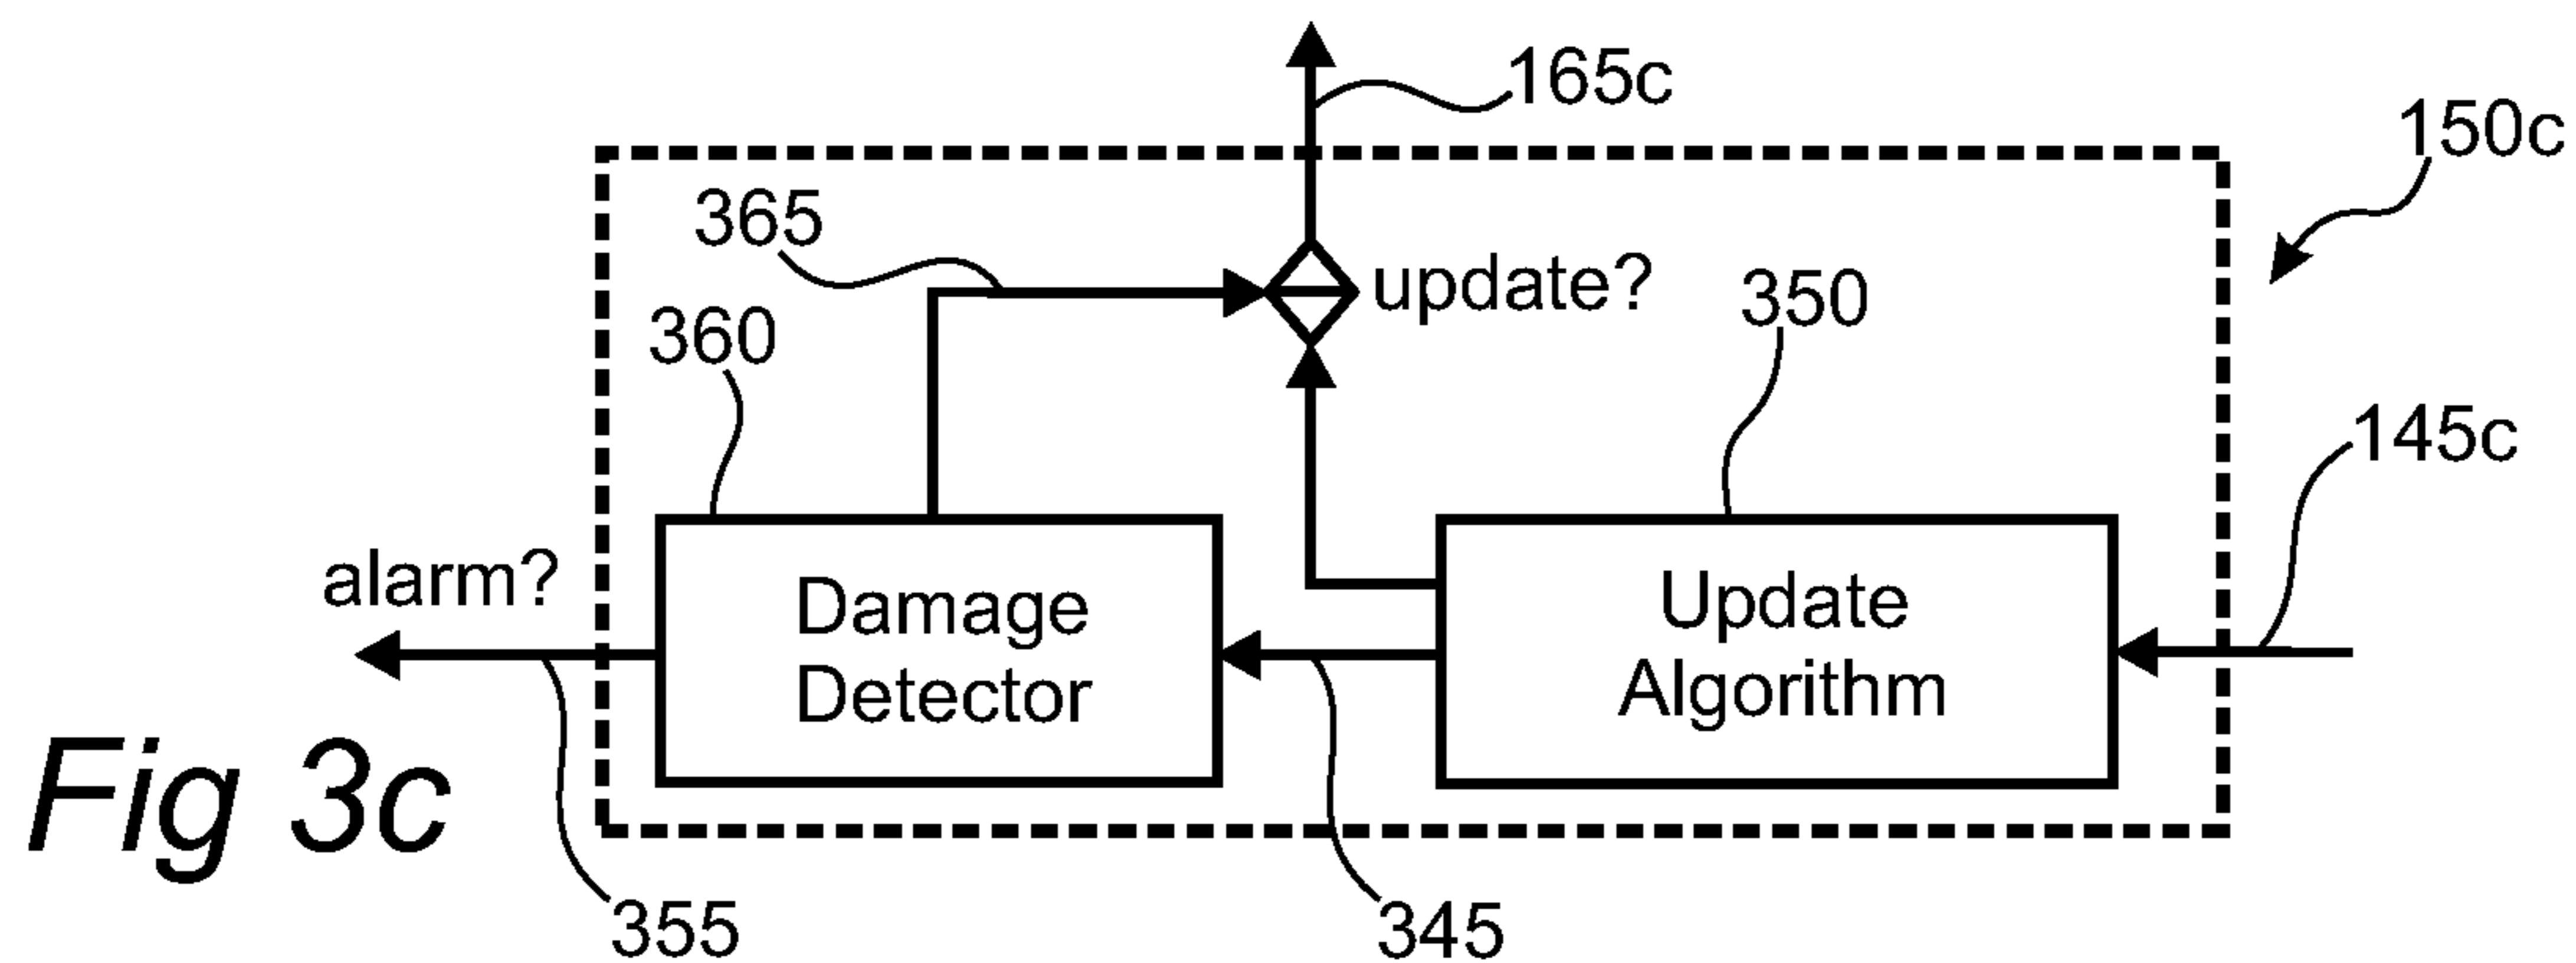 165c
150c
365
update?
350
360
145c
alarm?
Damage
Detector
Update
Algorithm
Fig 3c
355
345